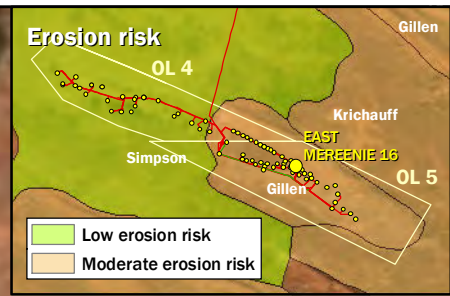 Erosion risk
Gillen
OL 4
Krichauff
EAST
MEREENIE 16
Simpson
OL 5
Gillen
Low erosion risk
Moderate erosion risk